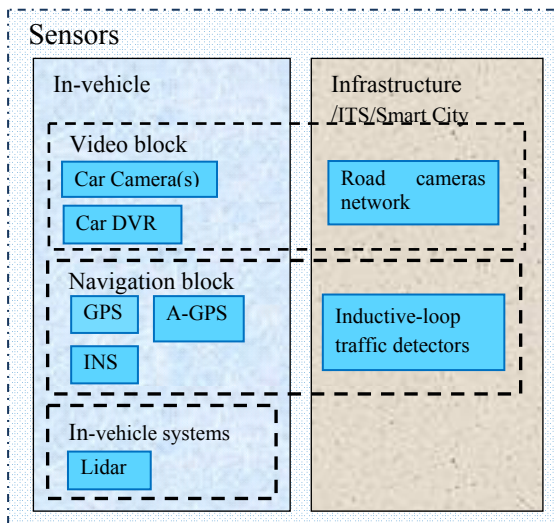 Sensors
In-vehicle
Infrastructure
/ITS/Smart City
Video block
Car Camera(s)
Car DVR
Road cameras
network
Navigation block
GPS
A-GPS
INS
Inductive-loop
traffic detectors
In-vehicle systems
Lidar